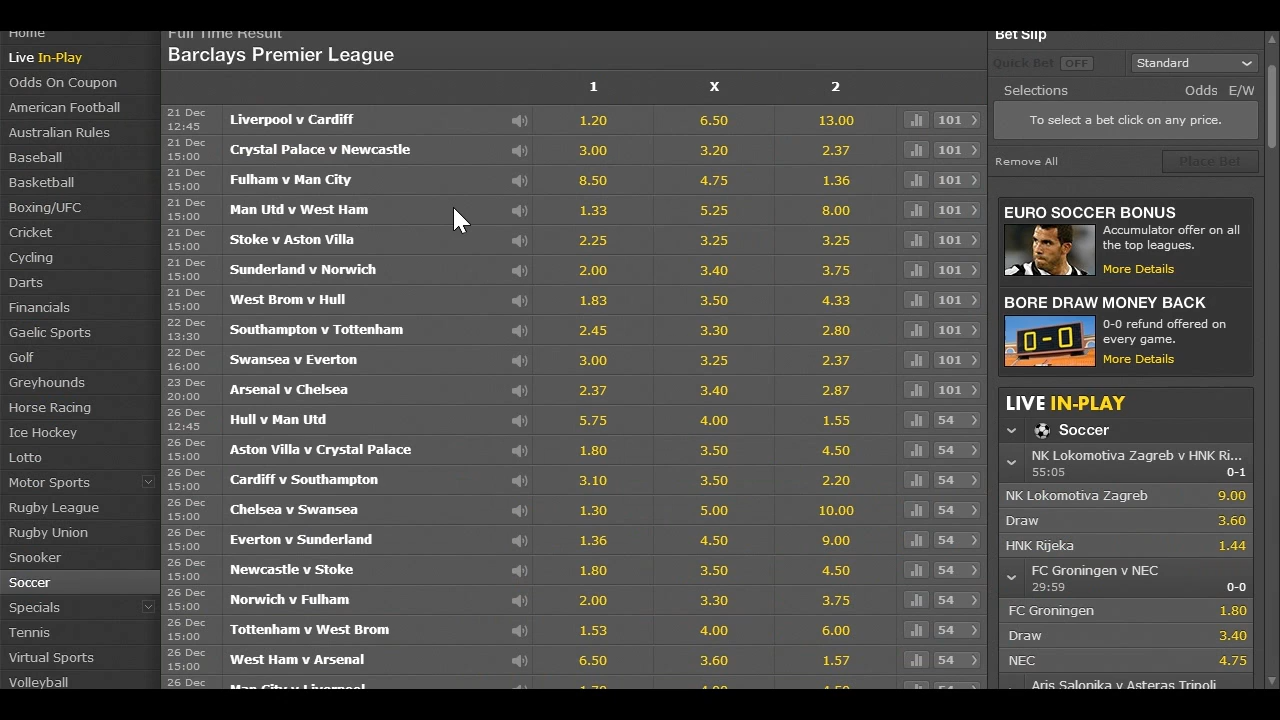 Home
Live In-Play
Odds On Coupon
American Football
Australian Rules
Baseball
Basketball
Boxing/UFC
Cricket
Cycling
Darts
Financials
Gaelic Sports
Golf
Greyhounds
Horse Racing
Ice Hockey
Lotto
Motor Sports
Rugby League
Rugby Union
Snooker
Soccer
Specials
Tennis
Virtual Sports
Volleyball
Full Time Result
Barclays Premier League
1 X 2
21 Dec 12:45 Liverpool v Cardiff 1.20 6.50 13.00 101
21 Dec 15:00 Crystal Palace v Newcastle 3.00 3.20 2.37 101
21 Dec 15:00 Fulham v Man City 8.50 4.75 1.36 101
21 Dec 15:00 Man Utd v West Ham 1.33 5.25 8.00 101
21 Dec 15:00 Stoke v Aston Villa 2.25 3.25 3.25 101
21 Dec 15:00 Sunderland v Norwich 2.00 3.40 3.75 101
21 Dec 15:00 West Brom v Hull 1.83 3.50 4.33 101
22 Dec 13:30 Southampton v Tottenham 2.45 3.30 2.80 101
22 Dec 16:00 Swansea v Everton 3.00 3.25 2.37 101
23 Dec 20:00 Arsenal v Chelsea 2.37 3.40 2.87 101
26 Dec 12:45 Hull v Man Utd 5.75 4.00 1.55 54
26 Dec 15:00 Aston Villa v Crystal Palace 1.80 3.50 4.50 54
26 Dec 15:00 Cardiff v Southampton 3.10 3.50 2.20 54
26 Dec 15:00 Chelsea v Swansea 1.30 5.00 10.00 54
26 Dec 15:00 Everton v Sunderland 1.36 4.50 9.00 54
26 Dec 15:00 Newcastle v Stoke 1.80 3.50 4.50 54
26 Dec 15:00 Norwich v Fulham 2.00 3.30 3.75 54
26 Dec 15:00 Tottenham v West Brom 1.53 4.00 6.00 54
26 Dec 15:00 West Ham v Arsenal 6.50 3.60 1.57 54
26 Dec Man City v Liverpool
Bet Slip
Quick Bet OFF Standard
Selections Odds E/W
To select a bet click on any price.
Remove All Place Bet
EURO SOCCER BONUS
Accumulator offer on all
the top leagues.
More Details
BORE DRAW MONEY BACK
0-0
0-0 refund offered on
every game.
More Details
LIVE IN-PLAY
Soccer
NK Lokomotiva Zagreb v HNK Ri...
55:05 0-1
NK Lokomotiva Zagreb 9.00
Draw 3.60
HNK Rijeka 1.44
FC Groningen v NEC
29:59 0-0
FC Groningen 1.80
Draw 3.40
NEC 4.75
Aris Salonika v Asteras Tripoli